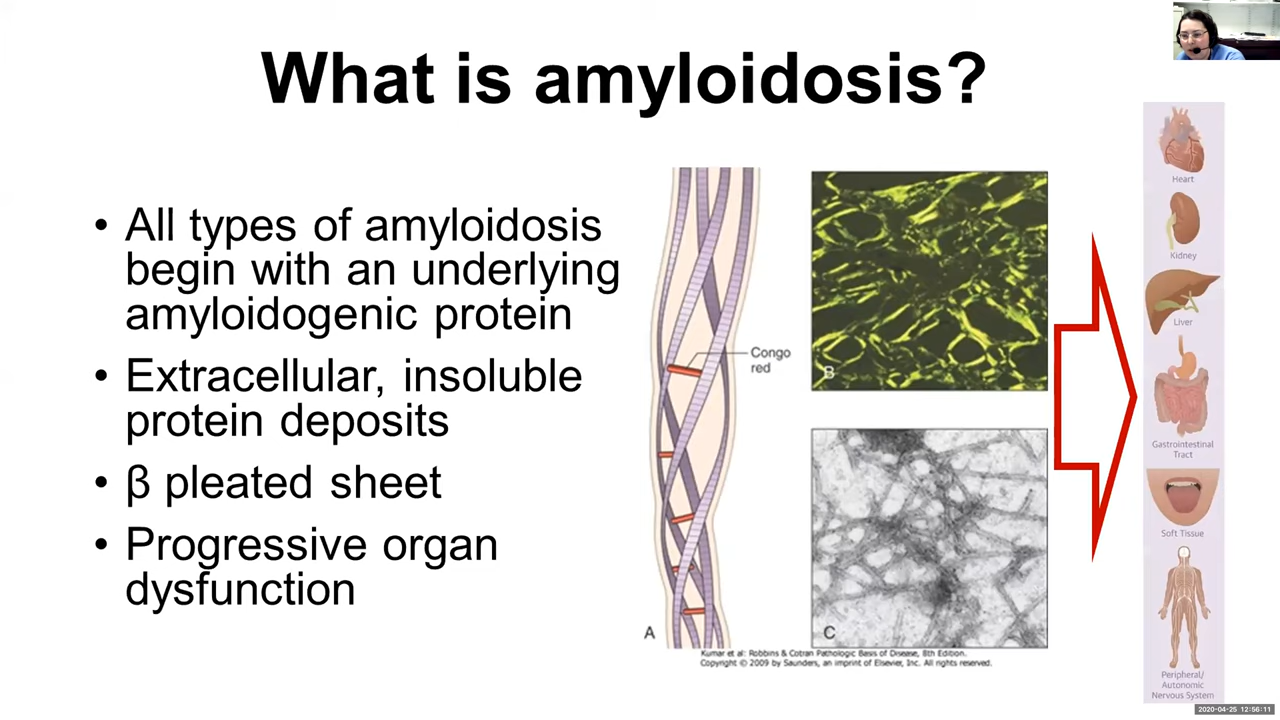 What is amyloidosis?
• All types of amyloidosis
begin with an underlying
amyloidogenic protein
• Extracellular, insoluble
protein deposits
• β pleated sheet
• Progressive organ
dysfunction
Congo
red
A
B
C
Kumar et al: Robbins & Cotran Pathologic Basis of Disease, 8th Edition.
Copyright © 2009 by Saunders, an imprint of Elsevier, Inc. All rights reserved.
Heart
Kidney
Liver
Gastrointestinal
Tract
Soft Tissue
Peripheral/
Autonomic
Nervous System
2020-04-25 12:56:11